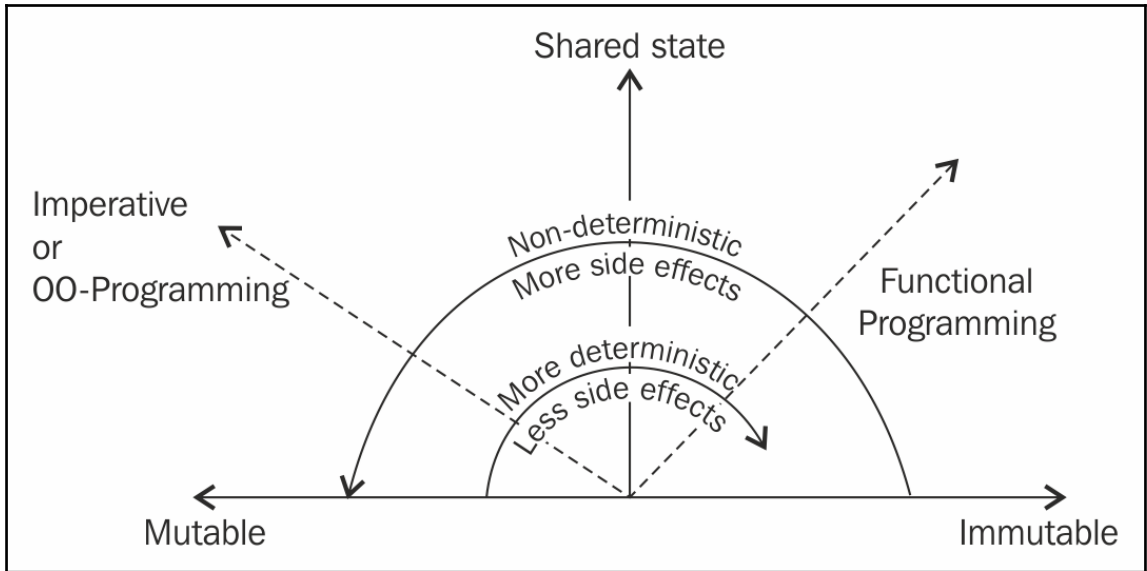 Shared state
Imperative
or
OO-Programming
Non-deterministic
More side effects
Functional
Programming
More deterministic
Less side effects
Mutable
Immutable